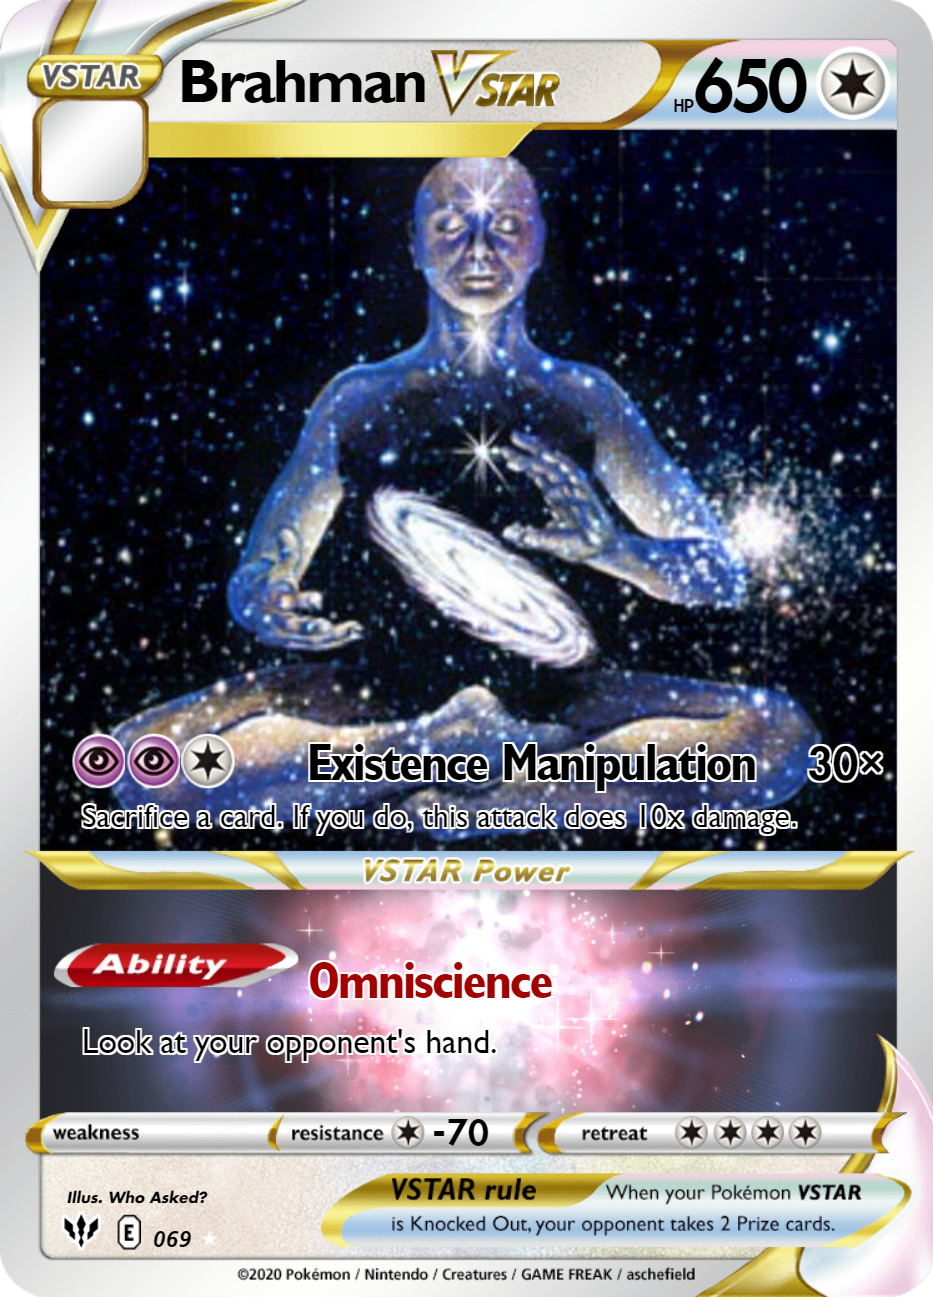 VSTAR
Brahman VSTAR HP 650
Existence Manipulation 30×
Sacrifice a card. If you do, this attack does 10x damage.
VSTAR Power
Ability
Omniscience
Look at your opponent's hand.
weakness resistance -70 retreat
Illus. Who Asked?
VSTAR rule When your Pokémon VSTAR
is Knocked Out, your opponent takes 2 Prize cards.
E 069
©2020 Pokémon / Nintendo / Creatures / GAME FREAK / aschefield